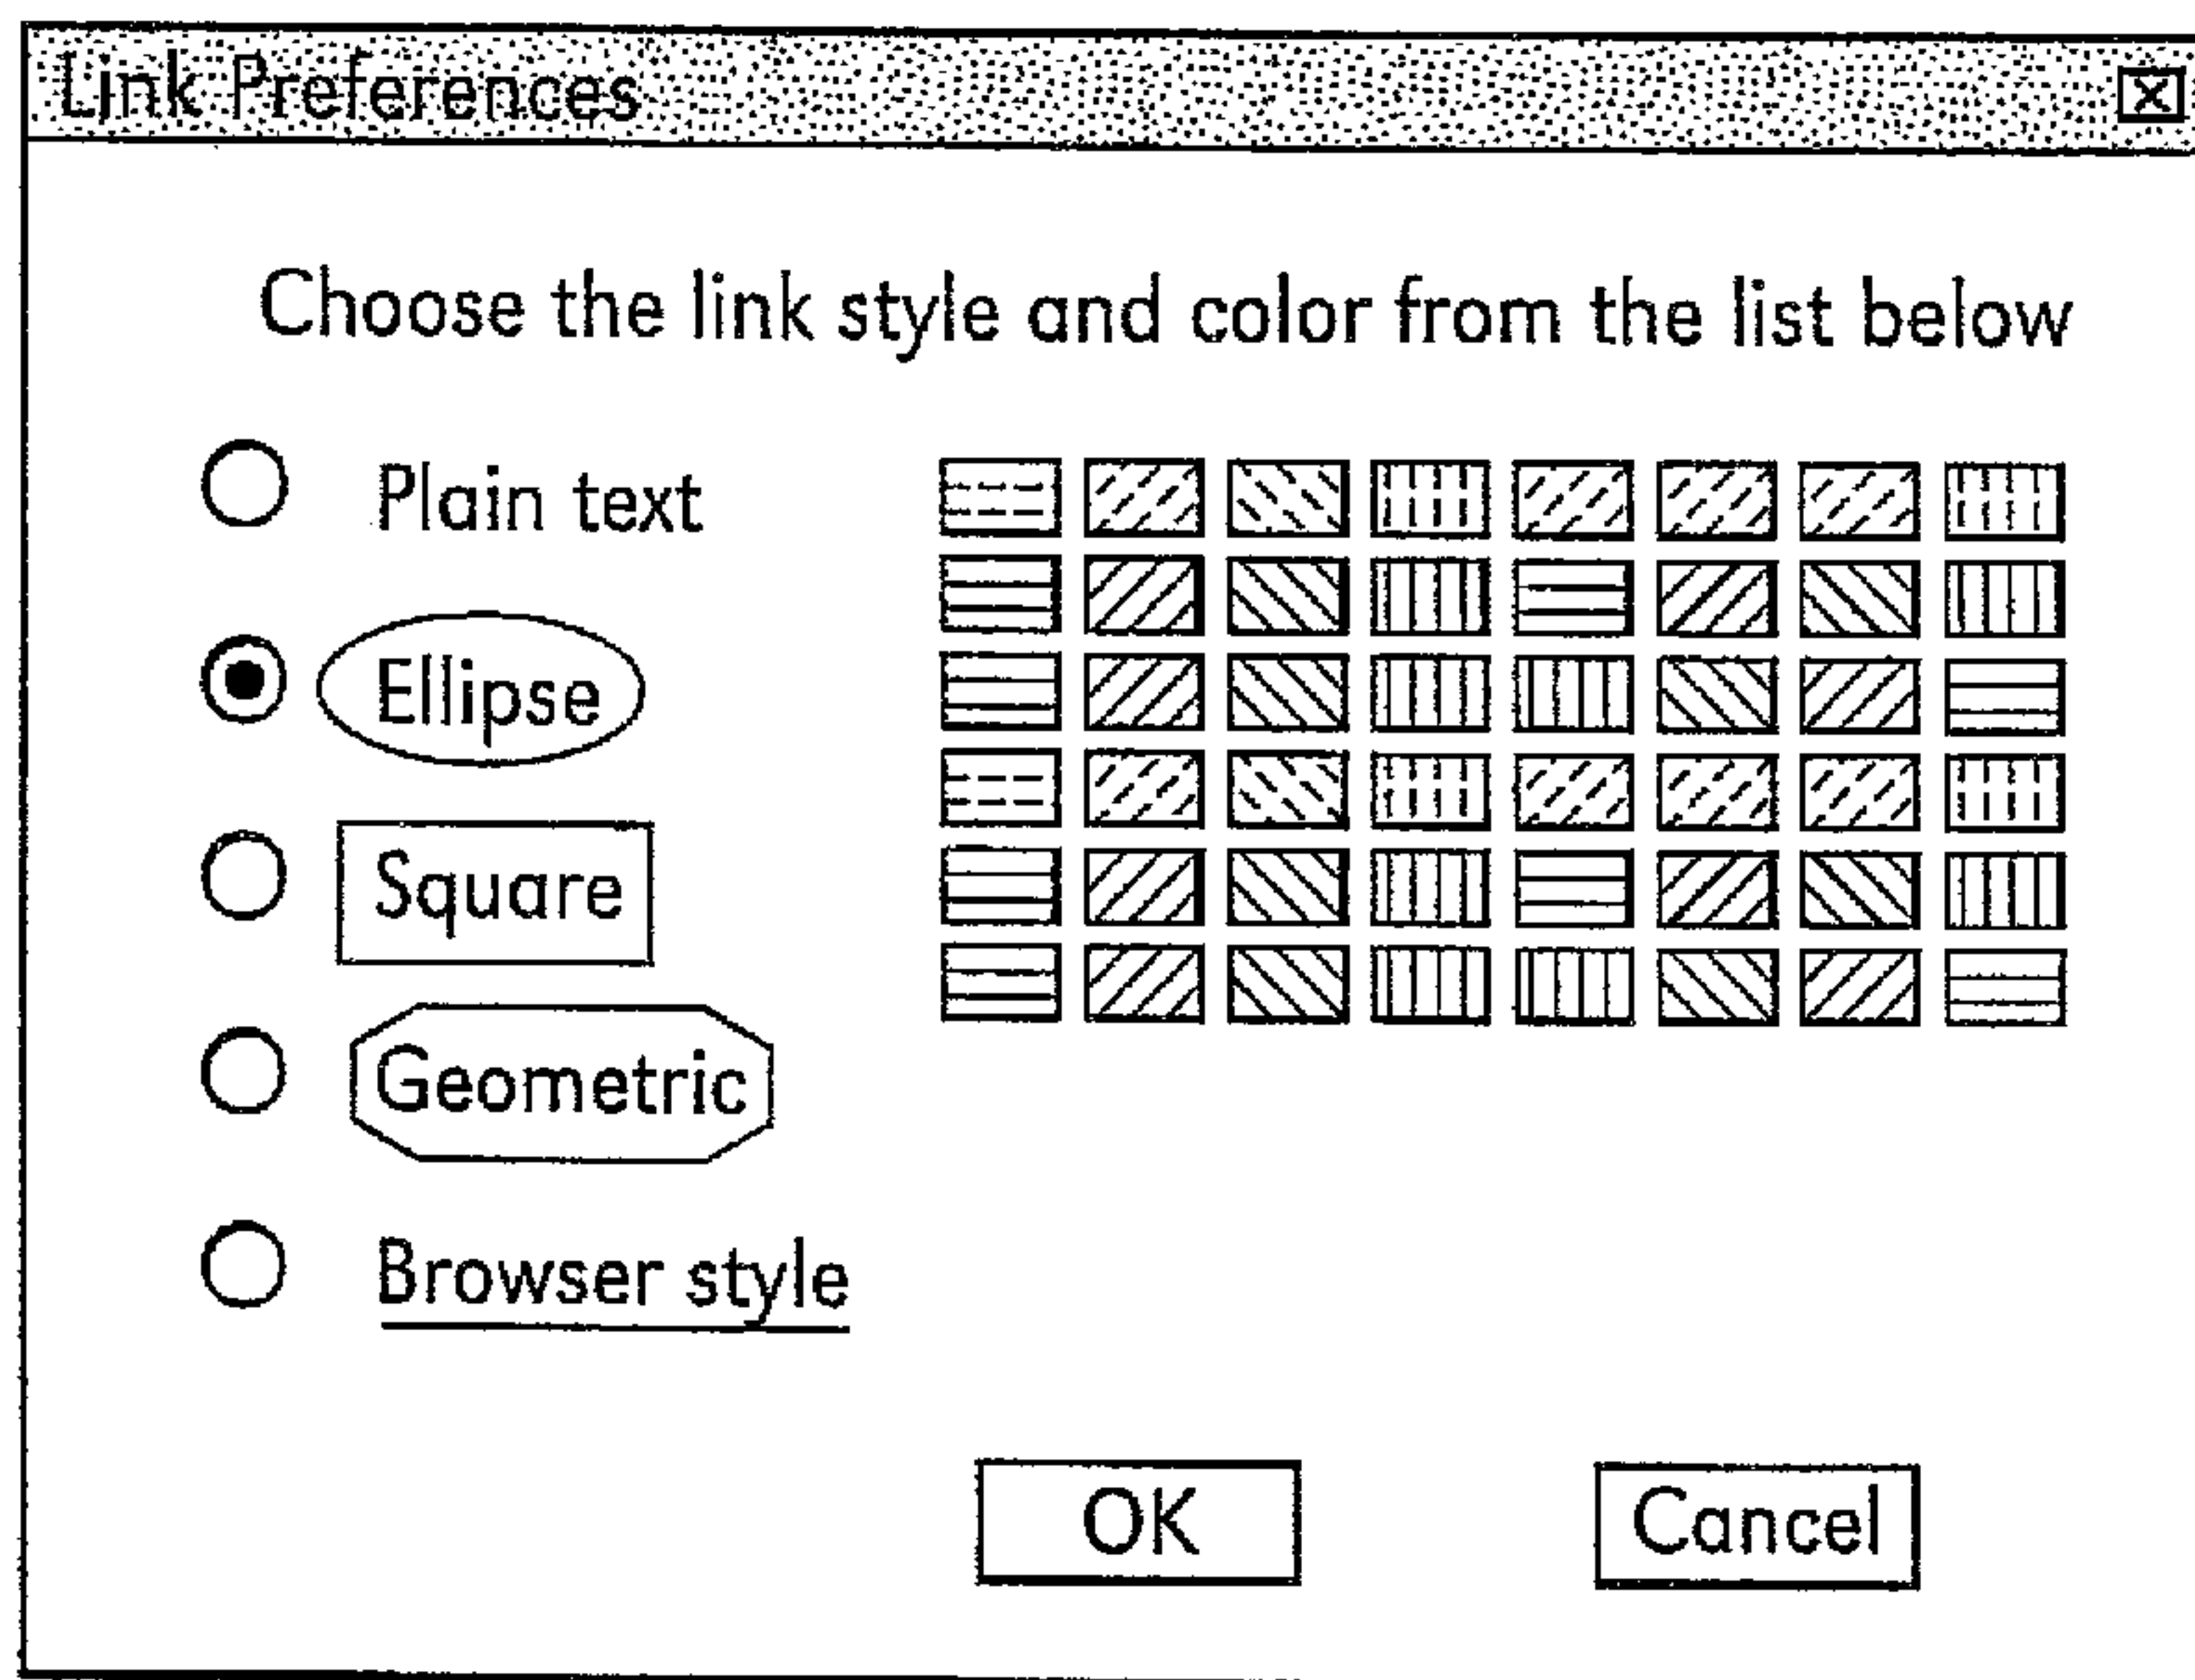 Link Preferences
Choose the link style and color from the list below
Plain text
Ellipse
Square
Geometric
Browser style
OK
Cancel